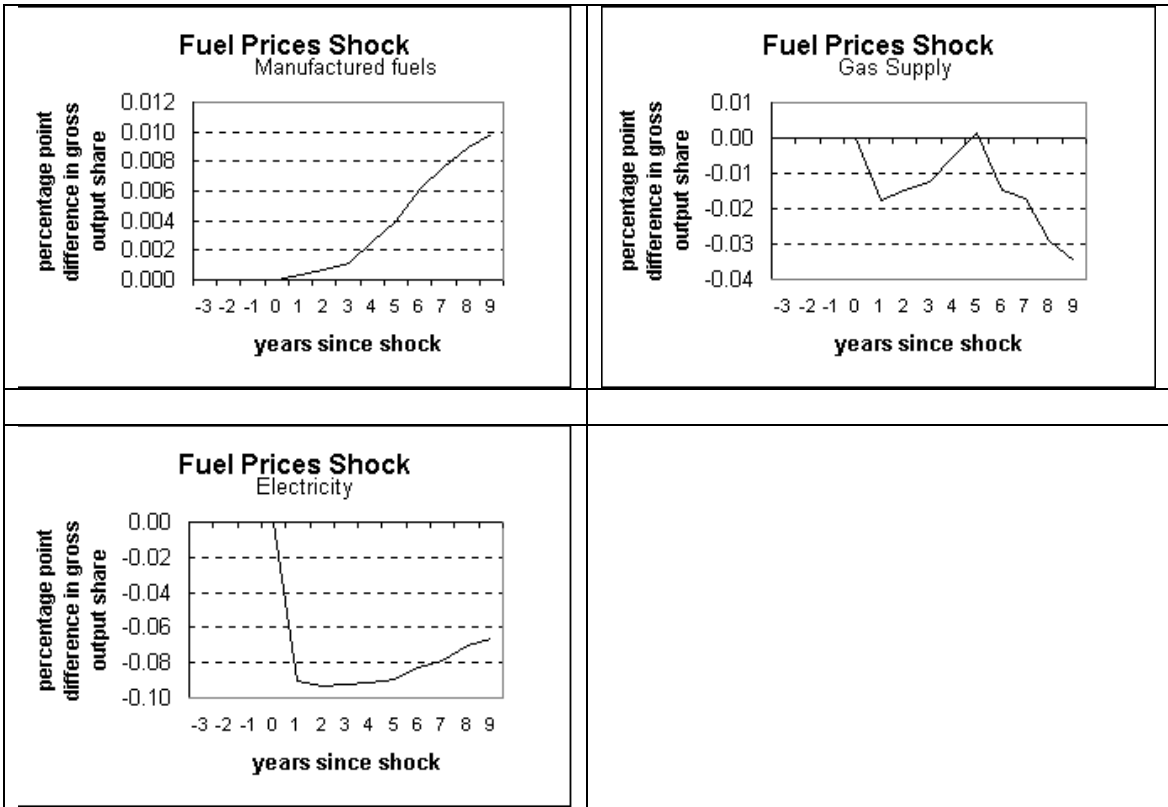 Fuel Prices Shock
Manufactured fuels
percentage point
difference in gross
output share
0.012
0.010
0.008
0.006
0.004
0.002
0.000
-3 -2 -1 0 1 2 3 4 5 6 7 8 9
years since shock
Fuel Prices Shock
Gas Supply
percentage point
difference in gross
output share
0.01
0.00
-0.01
-0.02
-0.03
-0.04
-3 -2 -1 0 1 2 3 4 5 6 7 8 9
years since shock
Fuel Prices Shock
Electricity
percentage point
difference in gross
output share
0.00
-0.02
-0.04
-0.06
-0.08
-0.10
-3 -2 -1 0 1 2 3 4 5 6 7 8 9
years since shock